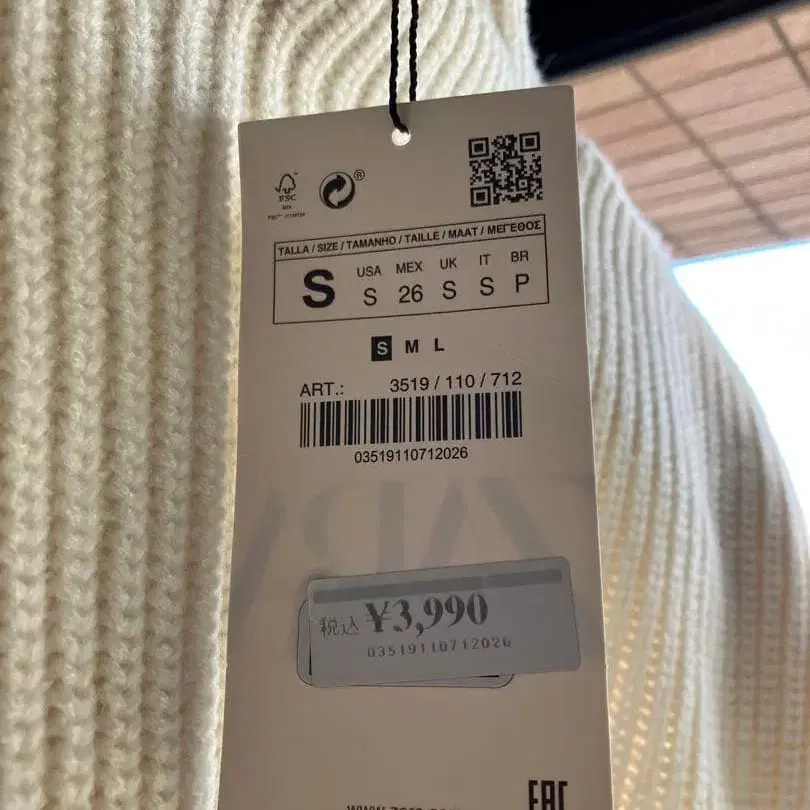 FSC
®
TALLA / SIZE / TAMANHO / TAILLE / MAAT / ΜΕΓΕΘΟΣ
S
USA MEX UK IT BR
S 26 S S P
S M L
ART.: 3519 / 110 / 712
03519110712026
ZARA
税込 ¥3,990
03519110712026
EAC